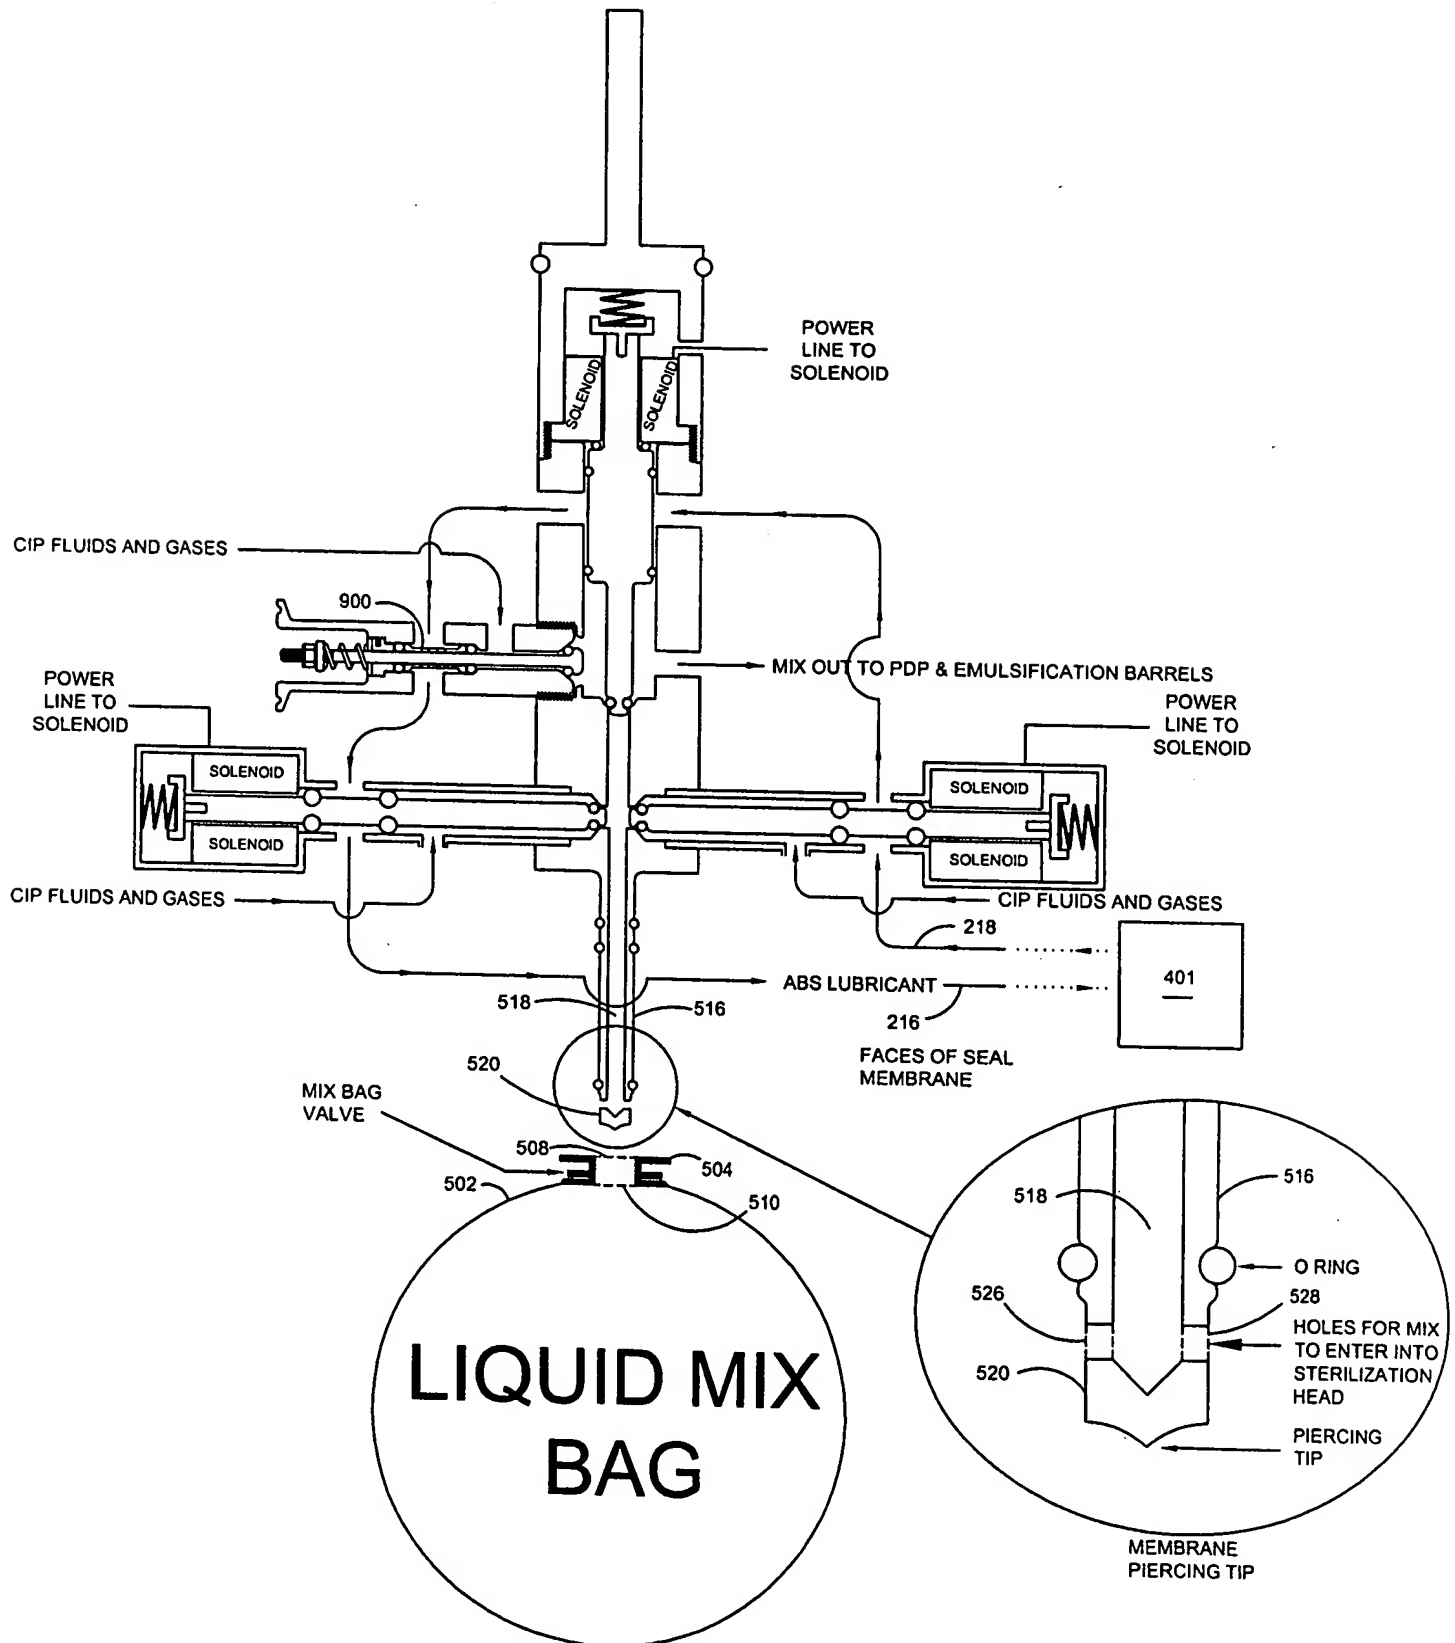 POWER
LINE TO
SOLENOID
SOLENOID
SOLENOID
CIP FLUIDS AND GASES
900
MIX OUT TO PDP & EMULSIFICATION BARRELS
POWER
LINE TO
SOLENOID
POWER
LINE TO
SOLENOID
SOLENOID
SOLENOID
SOLENOID
SOLENOID
CIP FLUIDS AND GASES
CIP FLUIDS AND GASES
218
401
ABS LUBRICANT
216
518
516
FACES OF SEAL
MEMBRANE
520
MIX BAG
VALVE
508
504
502
510
LIQUID MIX
BAG
518
516
O RING
526
528
HOLES FOR MIX
TO ENTER INTO
STERILIZATION
HEAD
520
PIERCING
TIP
MEMBRANE
PIERCING TIP